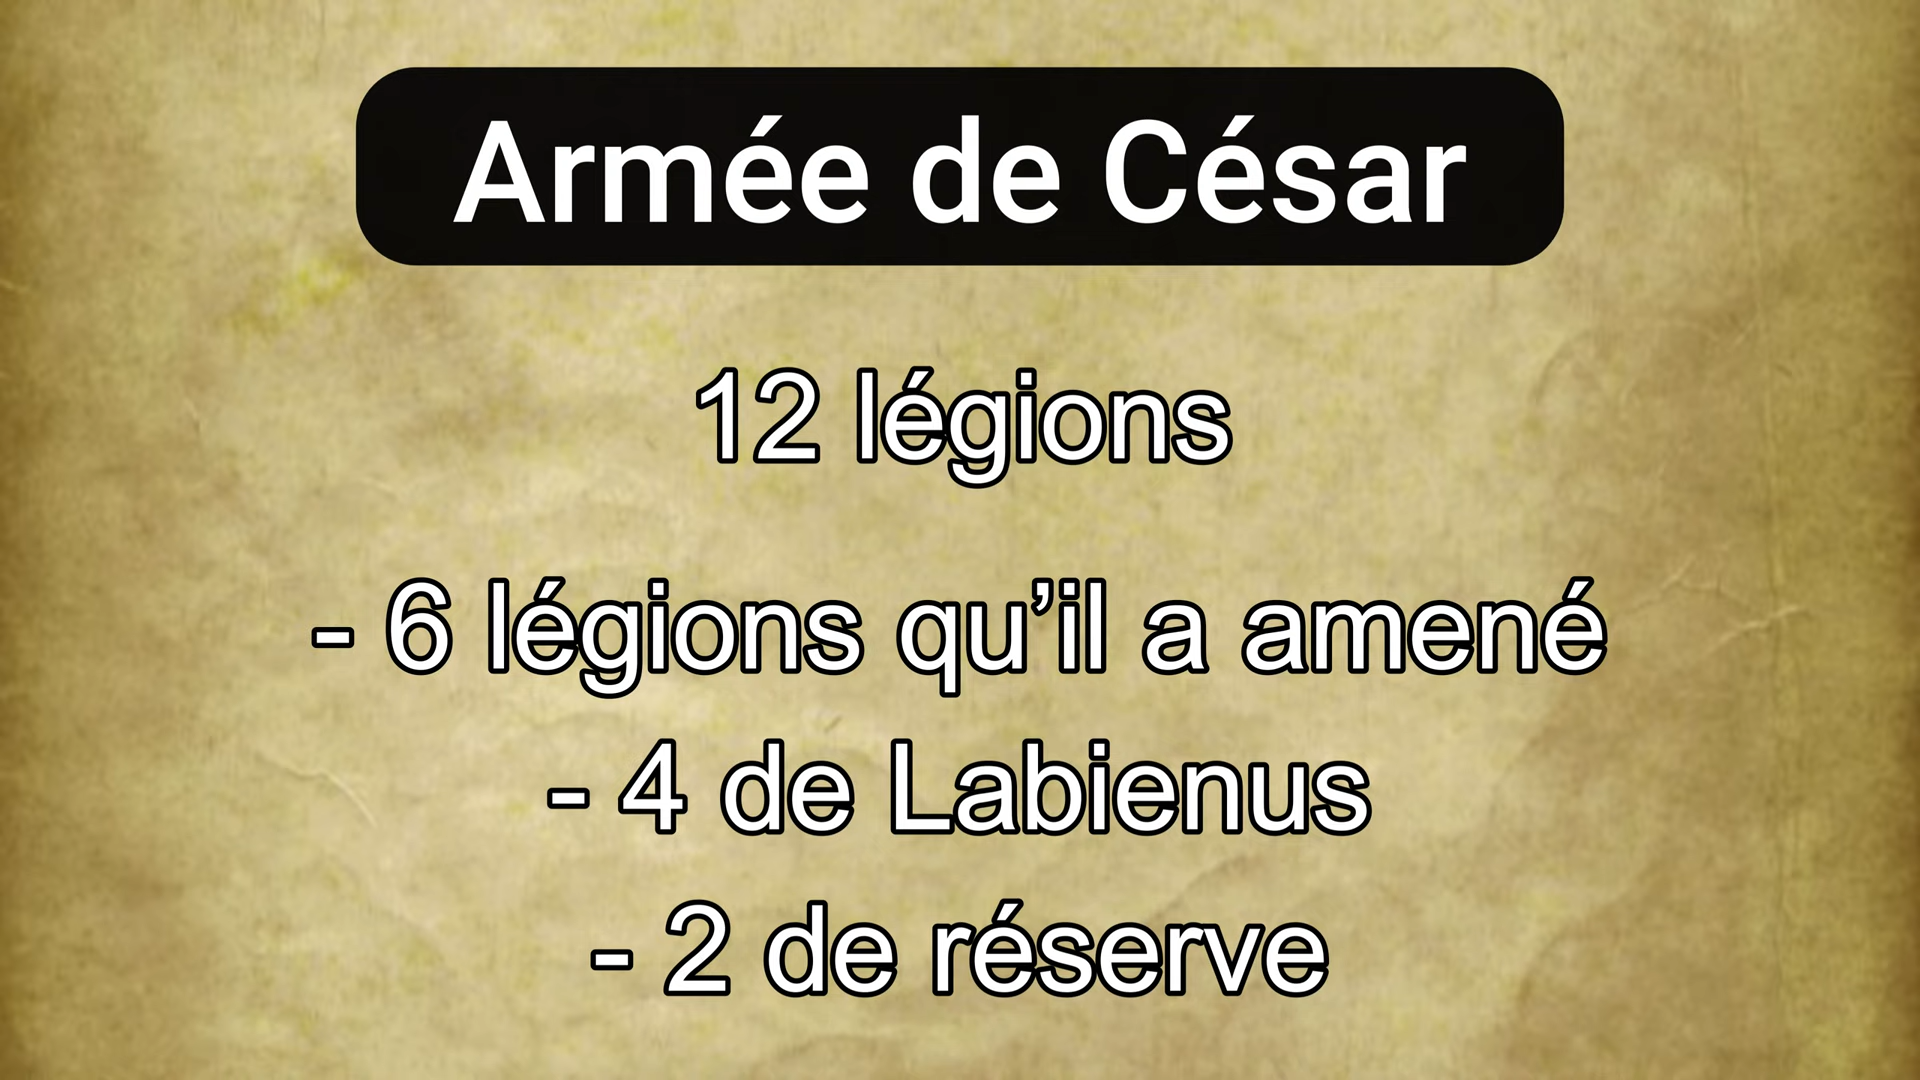 Armée de César
12 légions
- 6 légions qu’il a amené
- 4 de Labienus
- 2 de réserve